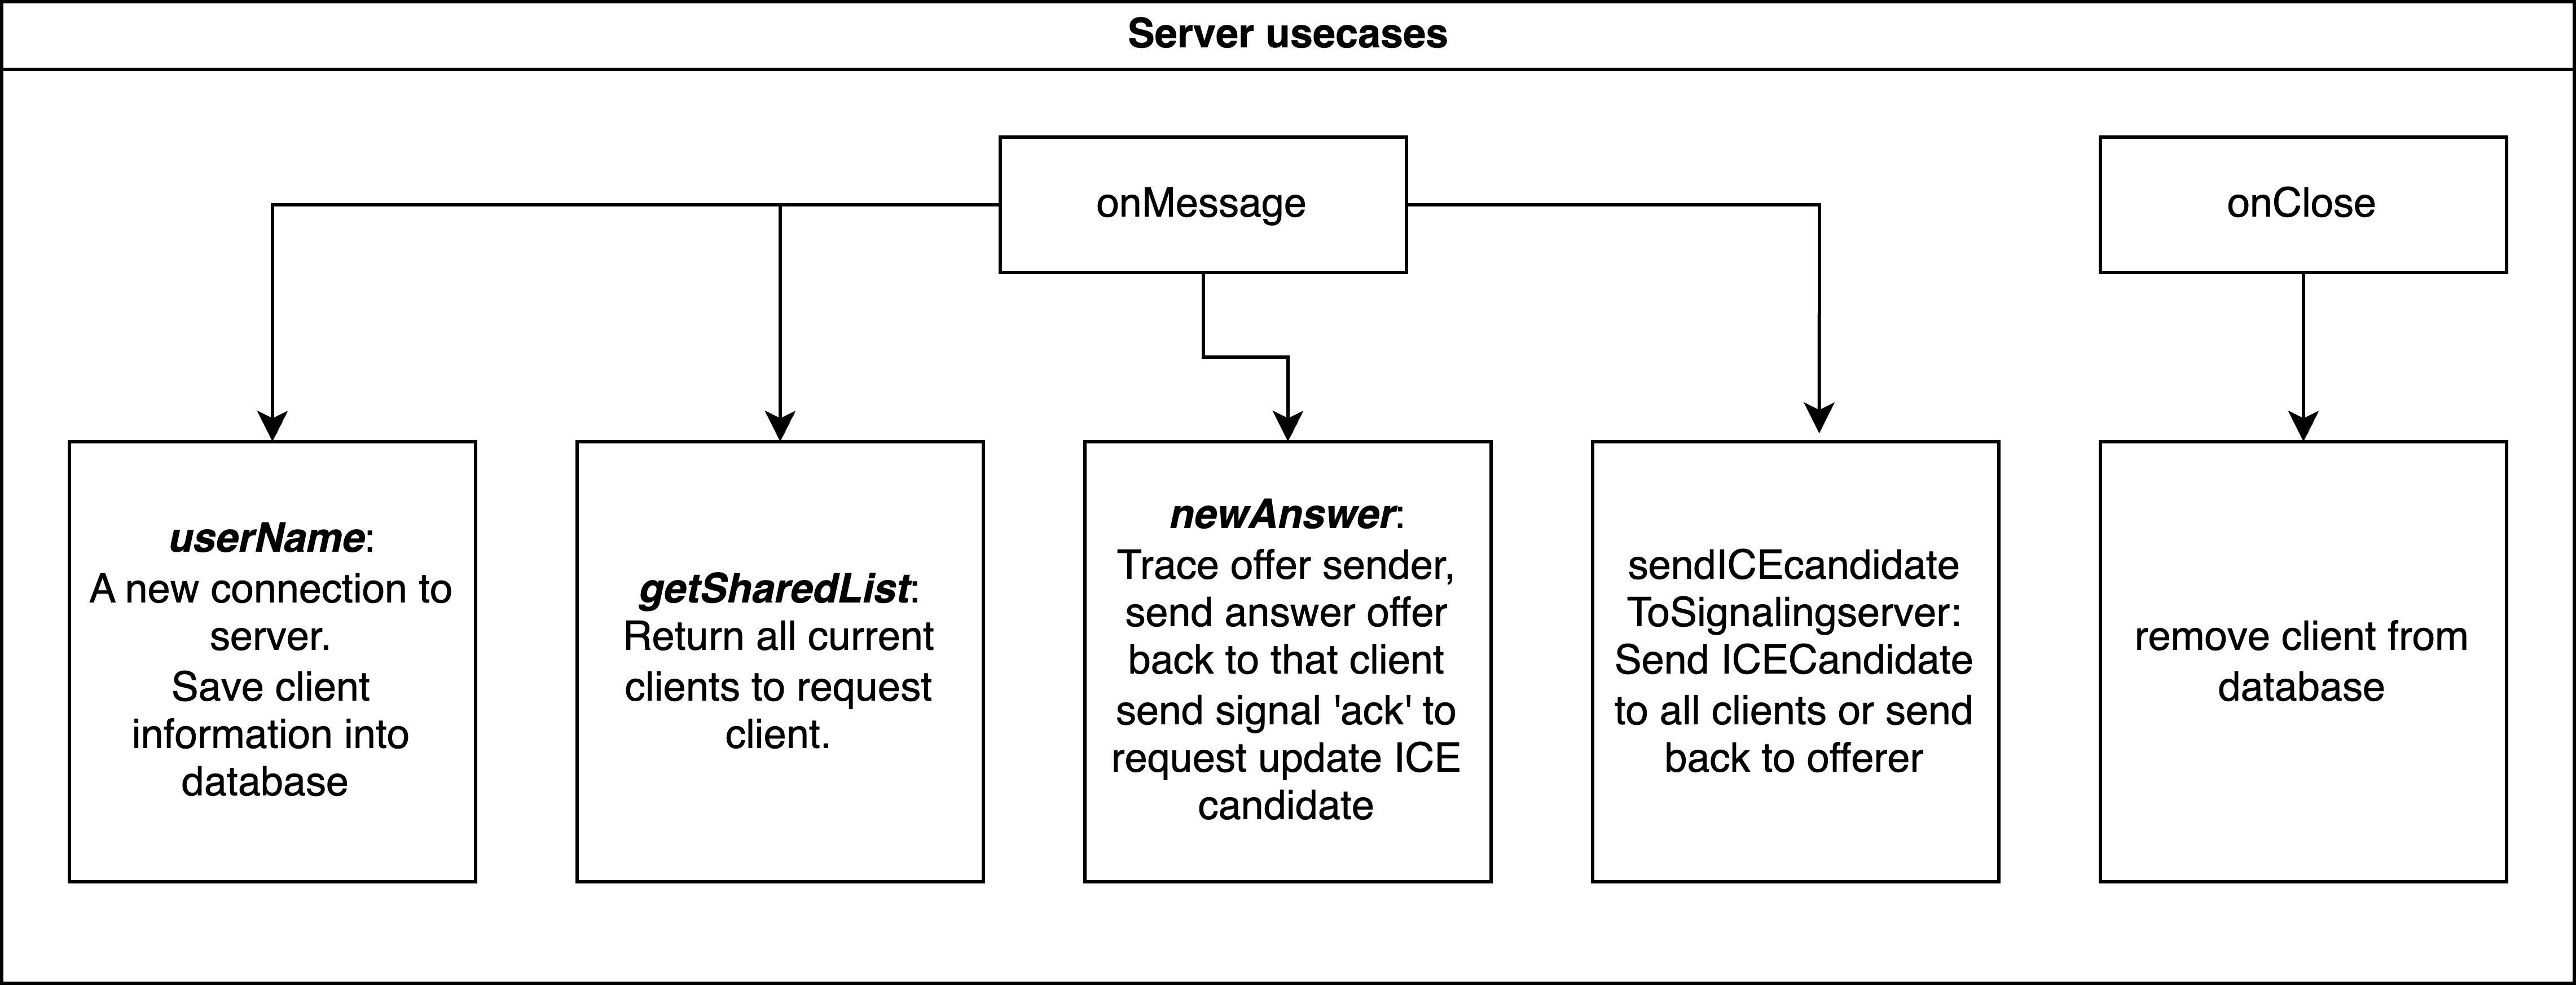 Server usecases
onMessage
onClose
userName:
A new connection to
server.
Save client
information into
database
getSharedList:
Return all current
clients to request
client.
newAnswer:
Trace offer sender,
send answer offer
back to that client
send signal 'ack' to
request update ICE
candidate
sendICEcandidate
ToSignalingserver:
Send ICECandidate
to all clients or send
back to offerer
remove client from
database